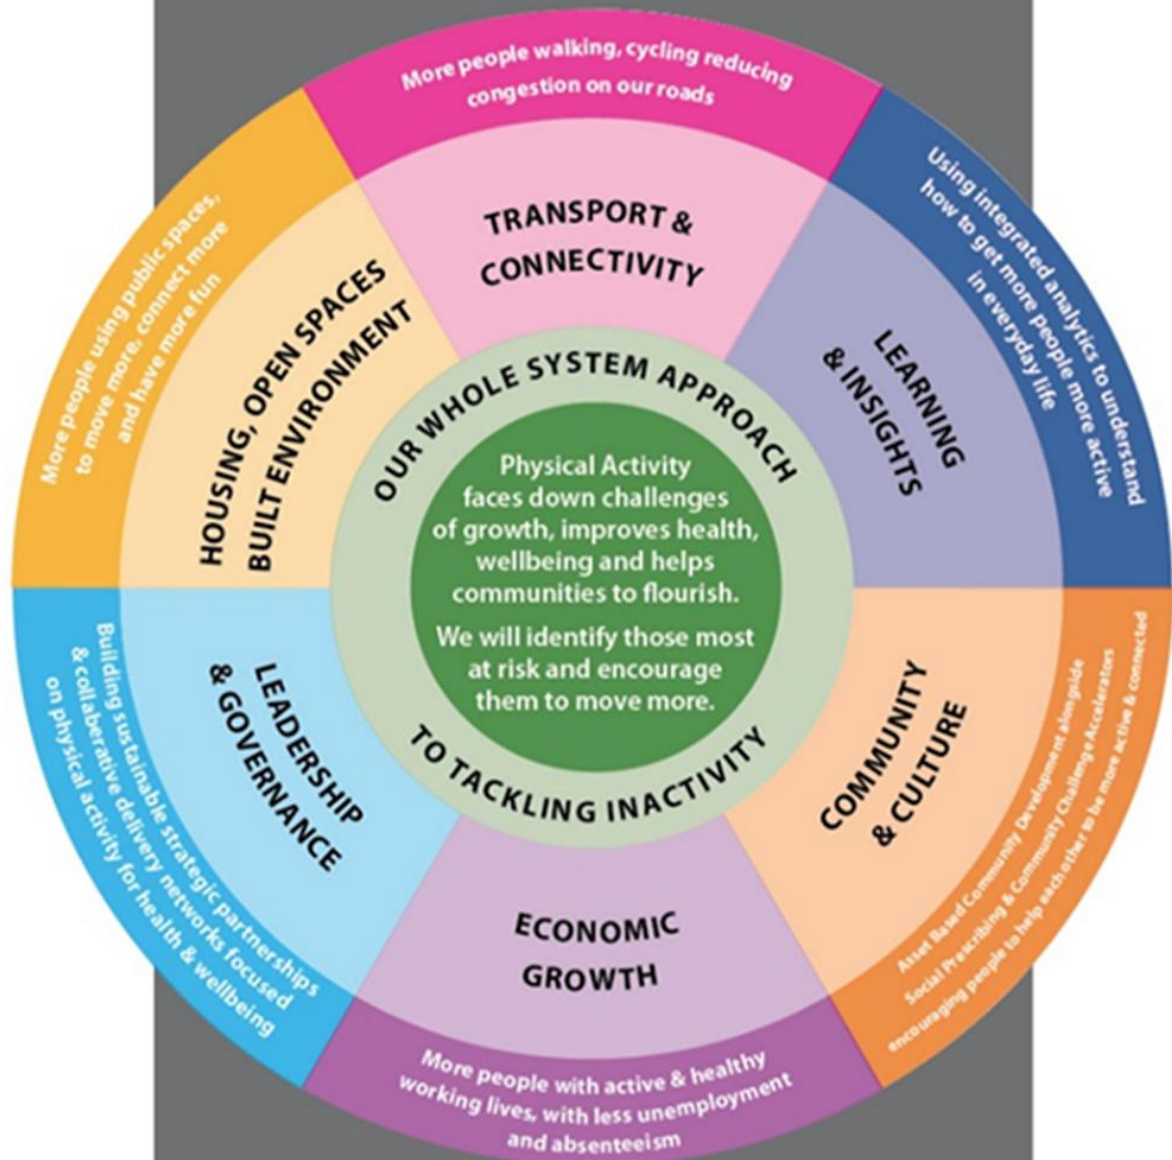 More people walking, cycling reducing
congestion on our roads
TRANSPORT &
CONNECTIVITY
Using integrated analytics to understand
how to get more people more active
in everyday life
LEARNING
& INSIGHTS
Asset Based Community Development alongside
Social Prescribing & Community Challenge Accelerators
encouraging people to help each other to be more active & connected
COMMUNITY
& CULTURE
More people with active & healthy
working lives, with less unemployment
and absenteeism
ECONOMIC
GROWTH
Building sustainable strategic partnerships
& collaberative delivery networks focused
on physical activity for health & wellbeing
LEADERSHIP
& GOVERNANCE
More people using public spaces,
to move more, connect more
and have more fun
HOUSING, OPEN SPACES
BUILT ENVIRONMENT
OUR WHOLE SYSTEM APPROACH
TO TACKLING INACTIVITY
Physical Activity
faces down challenges
of growth, improves health,
wellbeing and helps
communities to flourish.
We will identify those most
at risk and encourage
them to move more.